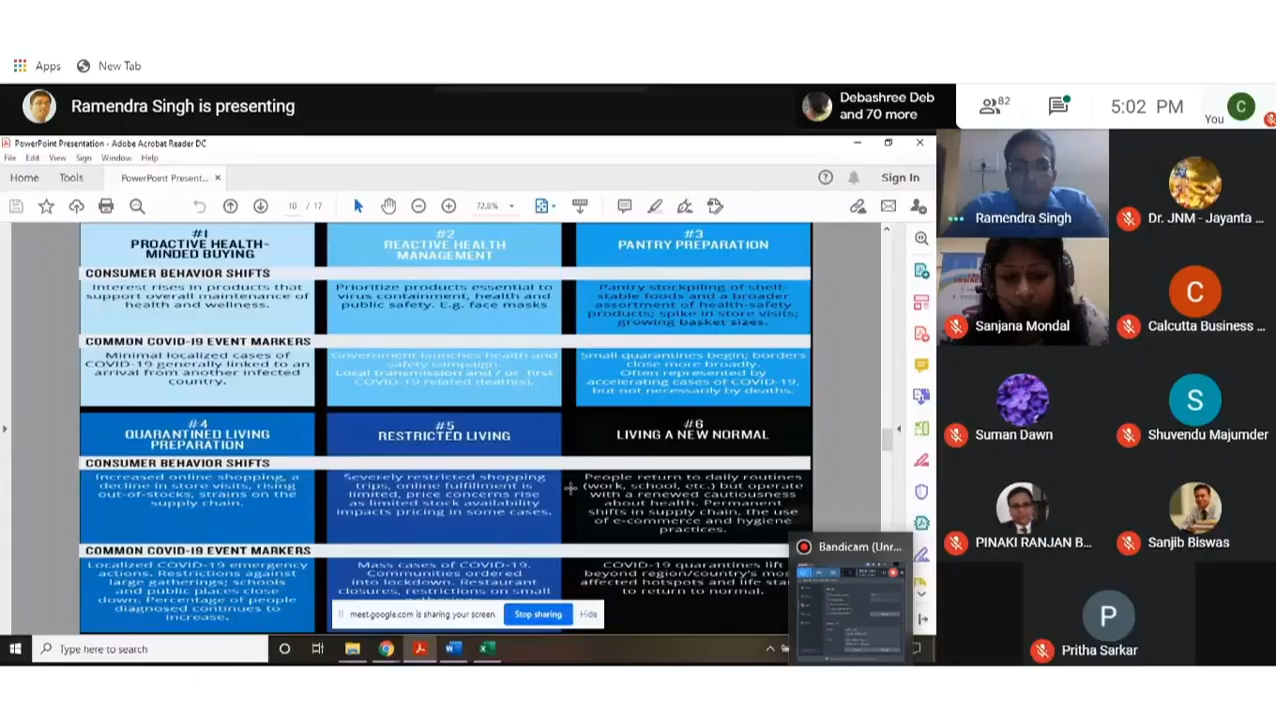 Apps
New Tab
Ramendra Singh is presenting
Debashree Deb
and 70 more
82
5:02 PM
You
C
PowerPoint Presentation - Adobe Acrobat Reader DC
File Edit View Sign Window Help
Home Tools PowerPoint Present... ×
Sign In
10 / 17
72.8%
#1
PROACTIVE HEALTH-
MINDED BUYING
#2
REACTIVE HEALTH
MANAGEMENT
#3
PANTRY PREPARATION
CONSUMER BEHAVIOR SHIFTS
Interest rises in products that
support overall maintenance of
health and wellness.
Prioritize products essential to
virus containment, health and
public safety. E.g. face masks
Pantry stockpiling of shelf-
stable foods and a broader
assortment of health-safety
products; spike in store visits;
growing basket sizes.
COMMON COVID-19 EVENT MARKERS
Minimal localized cases of
COVID-19 generally linked to an
arrival from another infected
country.
Government launches health and
safety campaign.
Local transmission and / or first
COVID-19 related death(s).
Small quarantines begin; borders
close more broadly.
Often represented by
accelerating cases of COVID-19,
but not necessarily by deaths.
#4
QUARANTINED LIVING
PREPARATION
#5
RESTRICTED LIVING
#6
LIVING A NEW NORMAL
CONSUMER BEHAVIOR SHIFTS
Increased online shopping, a
decline in store visits, rising
out-of-stocks, strains on the
supply chain.
Severely restricted shopping
trips, online fulfillment is
limited, price concerns rise
as limited stock availability
impacts pricing in some cases.
People return to daily routines
(work, school, etc.) but operate
with a renewed cautiousness
about health. Permanent
shifts in supply chain, the use
of e-commerce and hygiene
practices.
COMMON COVID-19 EVENT MARKERS
Localized COVID-19 emergency
actions. Restrictions against
large gatherings; schools
and public places close
down. Percentage of people
diagnosed continues to
increase.
Mass cases of COVID-19.
Communities ordered
into lockdown. Restaurant
closures, restrictions on small
COVID-19 quarantines lift
beyond region/country's mos
affected hotspots and life sta
to return to normal.
meet.google.com is sharing your screen.
Stop sharing
Hide
Bandicam (Unr...
Type here to search
Ramendra Singh
Dr. JNM - Jayanta ...
Sanjana Mondal
C
Calcutta Business ...
Suman Dawn
S
Shuvendu Majumder
PINAKI RANJAN B...
Sanjib Biswas
P
Pritha Sarkar